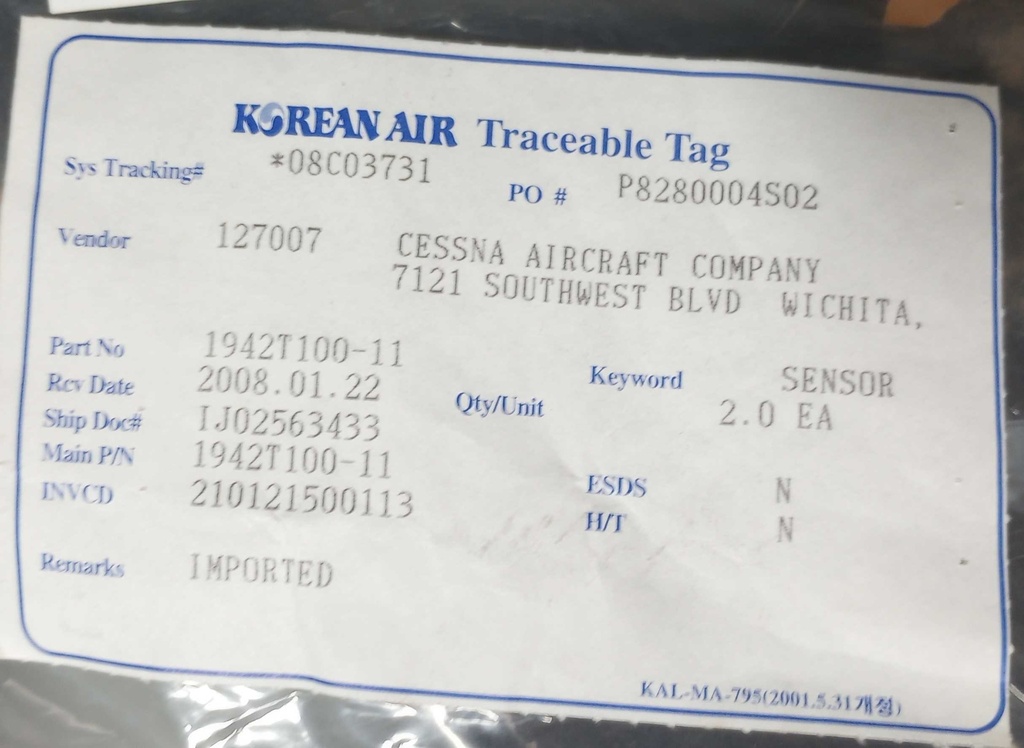 KOREAN AIR Traceable Tag
Sys Tracking# *08C03731 PO # P8280004S02
Vendor 127007 CESSNA AIRCRAFT COMPANY
7121 SOUTHWEST BLVD WICHITA,
Part No 1942T100-11 Keyword SENSOR
Rcv Date 2008.01.22 Qty/Unit 2.0 EA
Ship Doc# IJ02563433
Main P/N 1942T100-11 ESDS N
INVCD 210121500113 H/T N
Remarks IMPORTED
KAL-MA-795(2001.5.31개정)